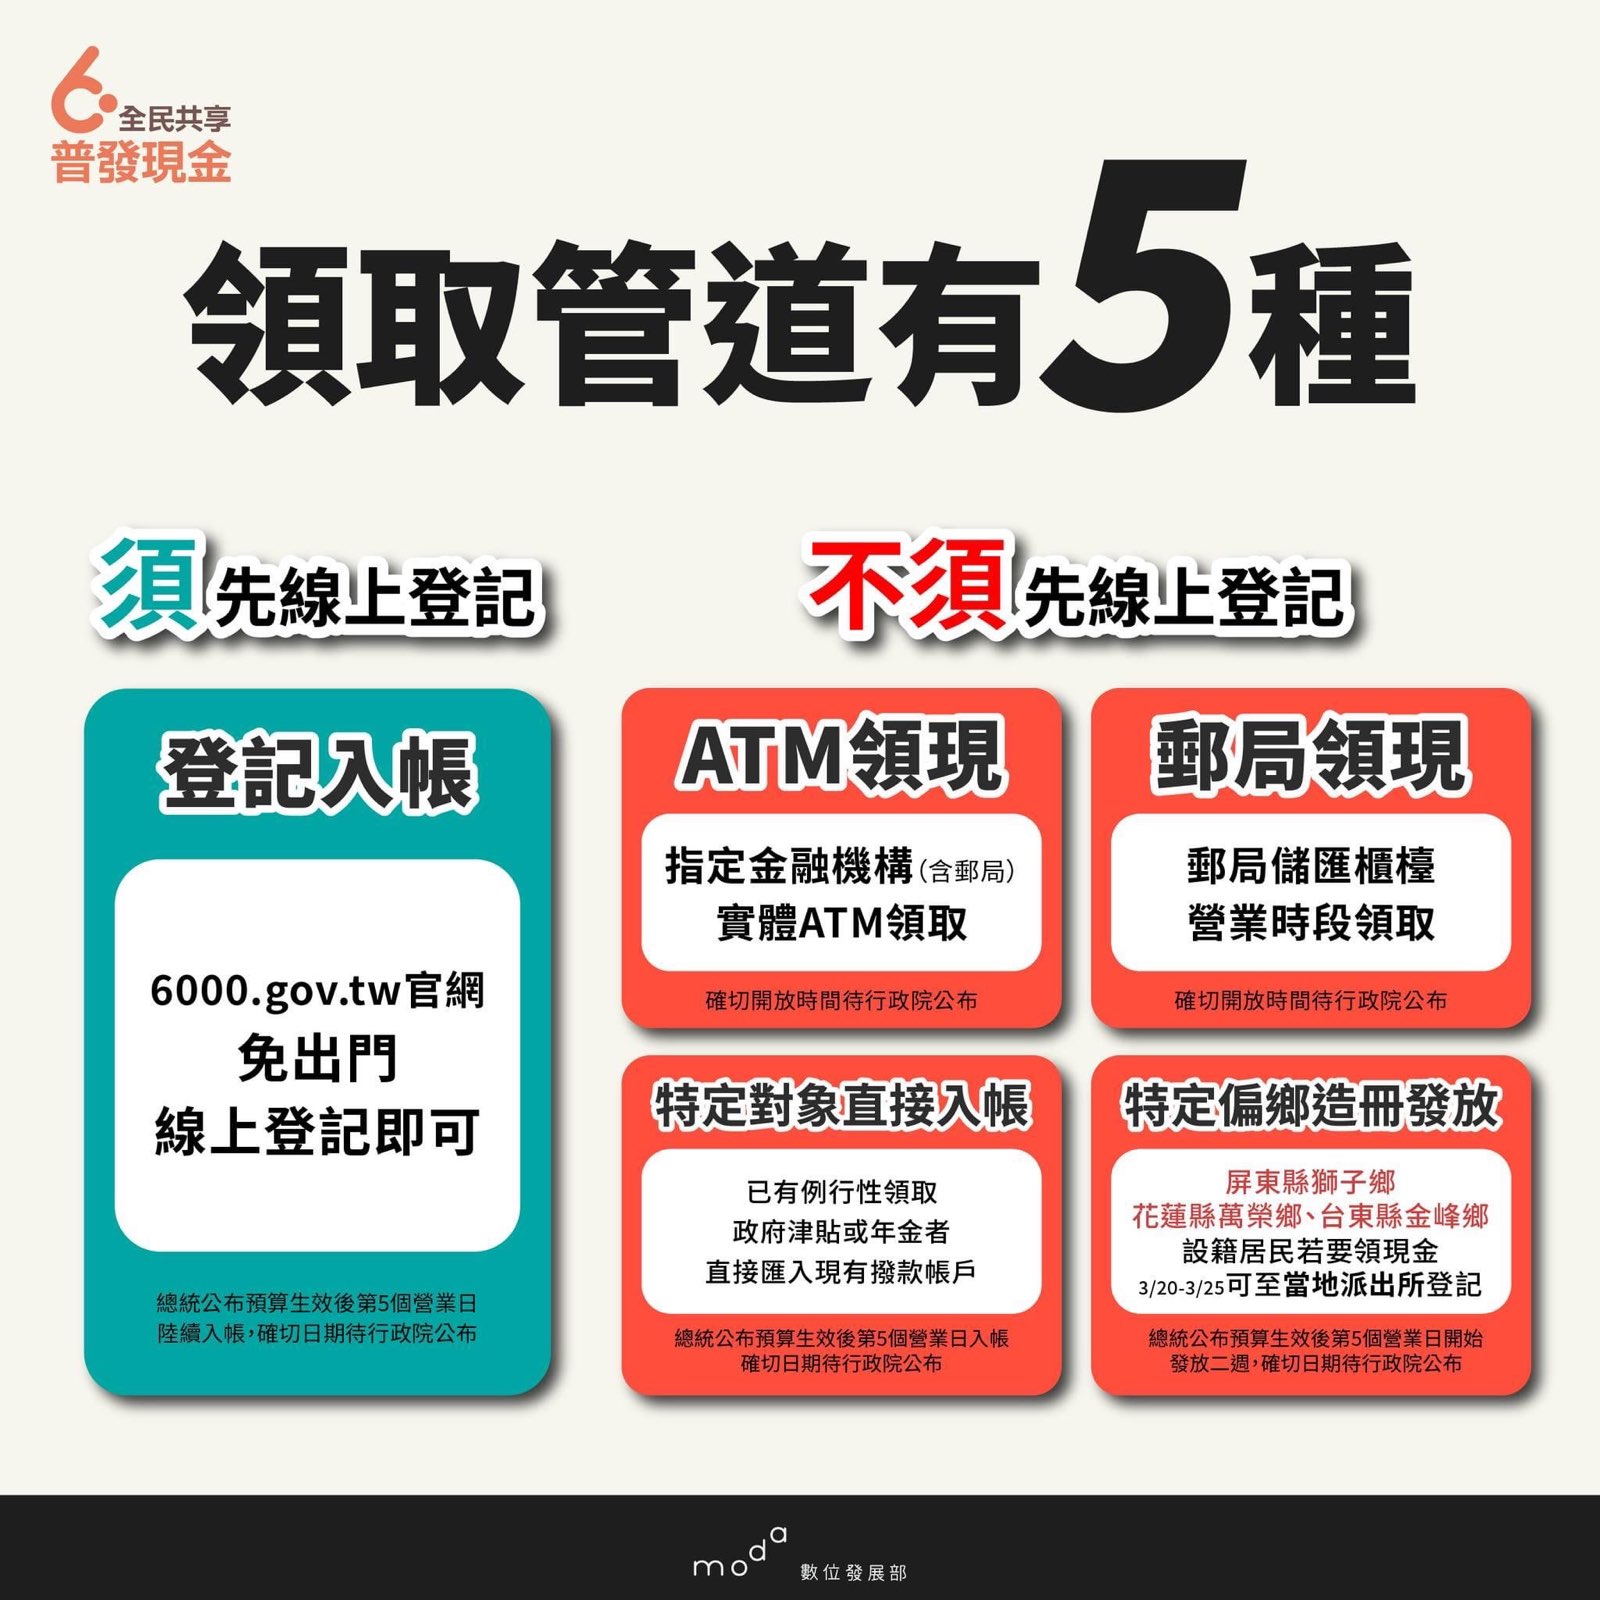 全民共享
普發現金
領取管道有5種
須先線上登記
登記入帳
6000.gov.tw官網
免出門
線上登記即可
總統公布預算生效後第5個營業日
陸續入帳，確切日期待行政院公布
不須先線上登記
ATM領現
指定金融機構（含郵局）
實體ATM領取
確切開放時間待行政院公布
郵局領現
郵局儲匯櫃檯
營業時段領取
確切開放時間待行政院公布
特定對象直接入帳
已有例行性領取
政府津貼或年金者
直接匯入現有撥款帳戶
總統公布預算生效後第5個營業日入帳
確切日期待行政院公布
特定偏鄉造冊發放
屏東縣獅子鄉
花蓮縣萬榮鄉、台東縣金峰鄉
設籍居民若要領現金
3/20-3/25可至當地派出所登記
總統公布預算生效後第5個營業日開始
發放二週，確切日期待行政院公布
moda 數位發展部